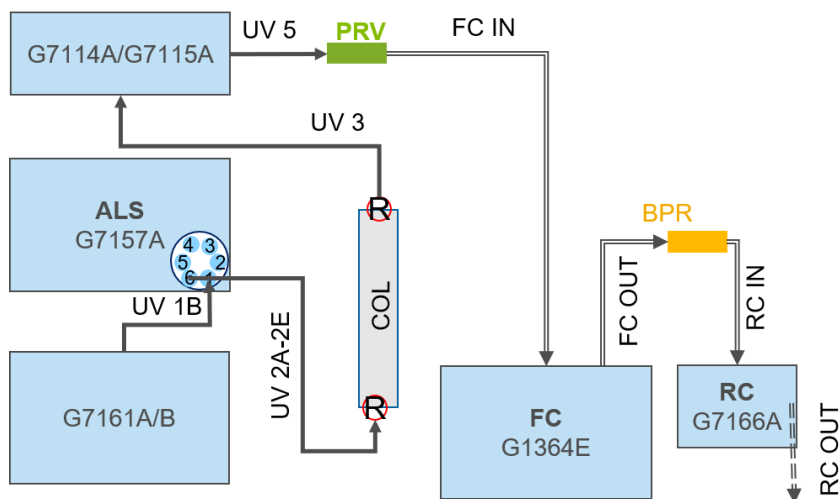 UV 5
PRV
FC IN
G7114A/G7115A
UV 3
ALS
G7157A
4
3
5
2
6
1
UV 1B
R
COL
R
UV 2A-2E
G7161A/B
BPR
FC OUT
RC IN
FC
G1364E
RC
G7166A
RC OUT